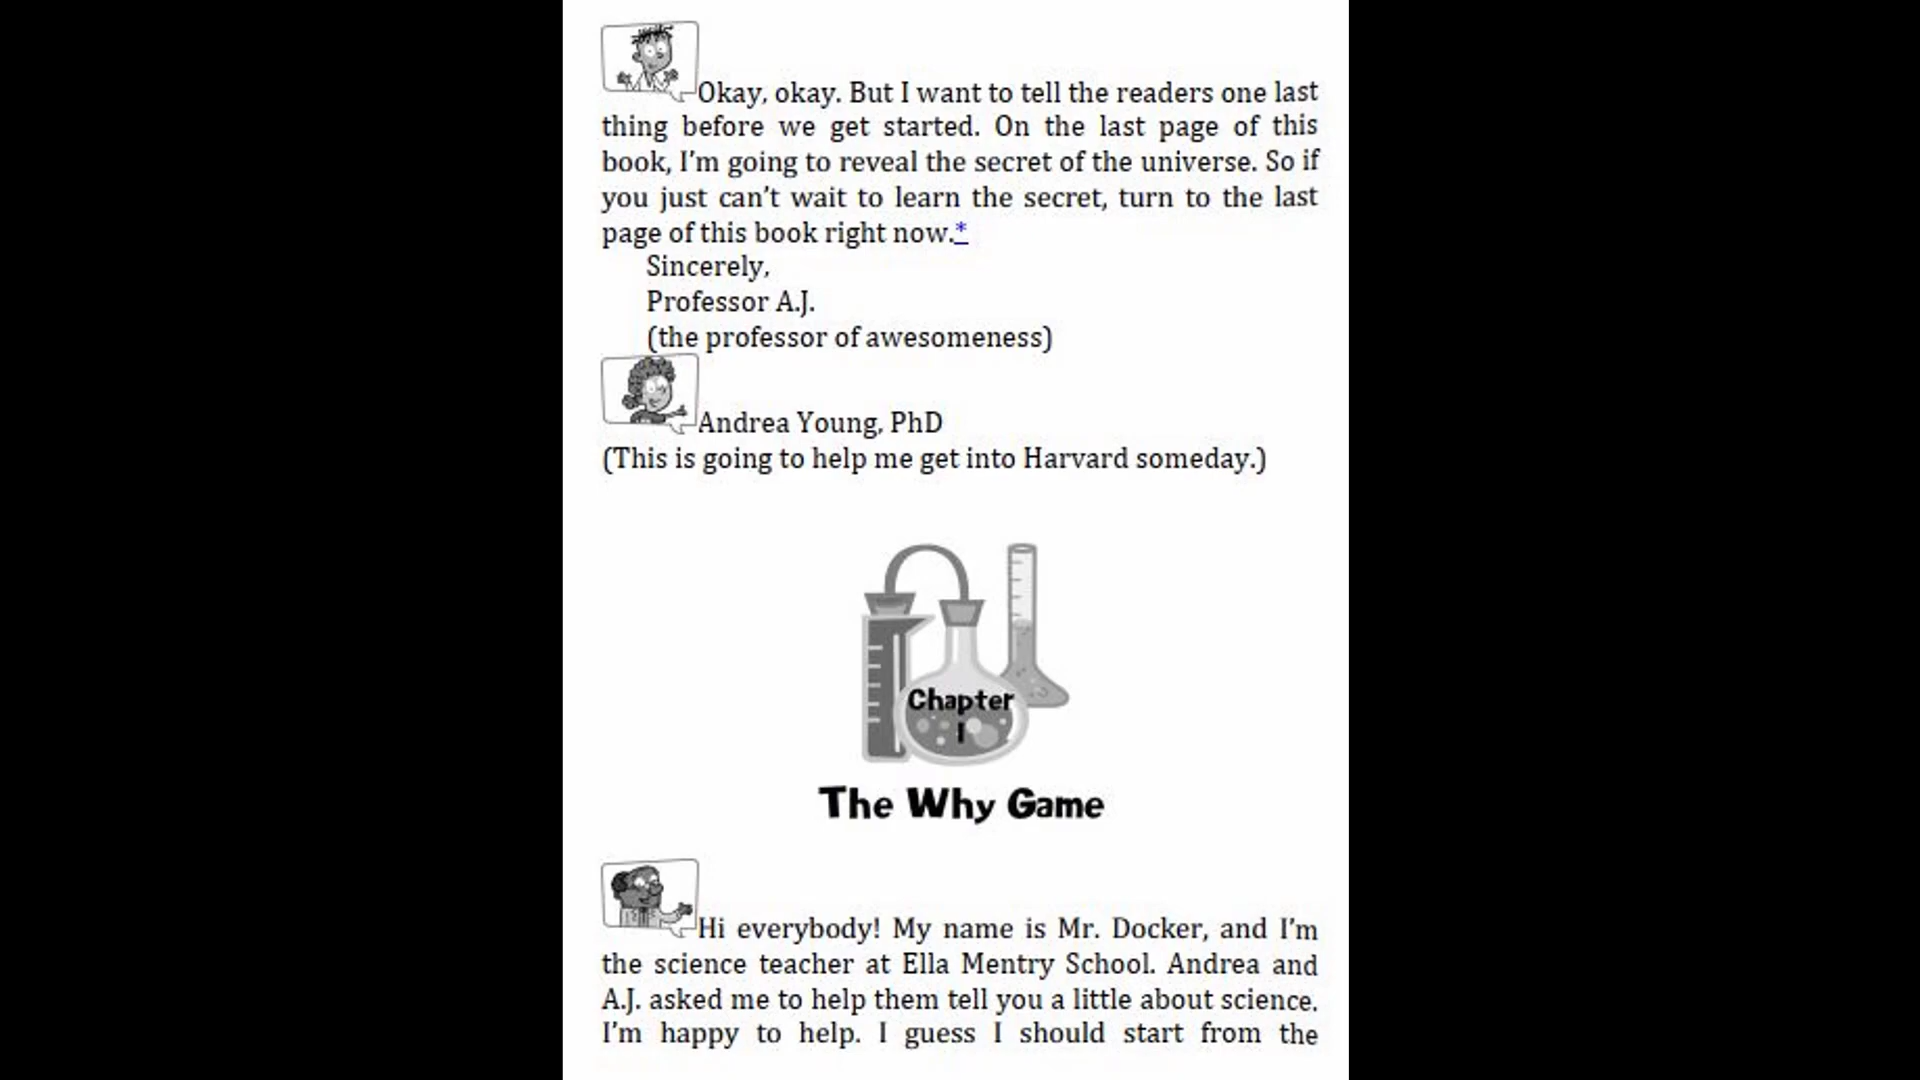 Okay, okay. But I want to tell the readers one last
thing before we get started. On the last page of this
book, I’m going to reveal the secret of the universe. So if
you just can’t wait to learn the secret, turn to the last
page of this book right now.*
Sincerely,
Professor A.J.
(the professor of awesomeness)
Andrea Young, PhD
(This is going to help me get into Harvard someday.)
Chapter
1
The Why Game
Hi everybody! My name is Mr. Docker, and I’m
the science teacher at Ella Mentry School. Andrea and
A.J. asked me to help them tell you a little about science.
I’m happy to help. I guess I should start from the